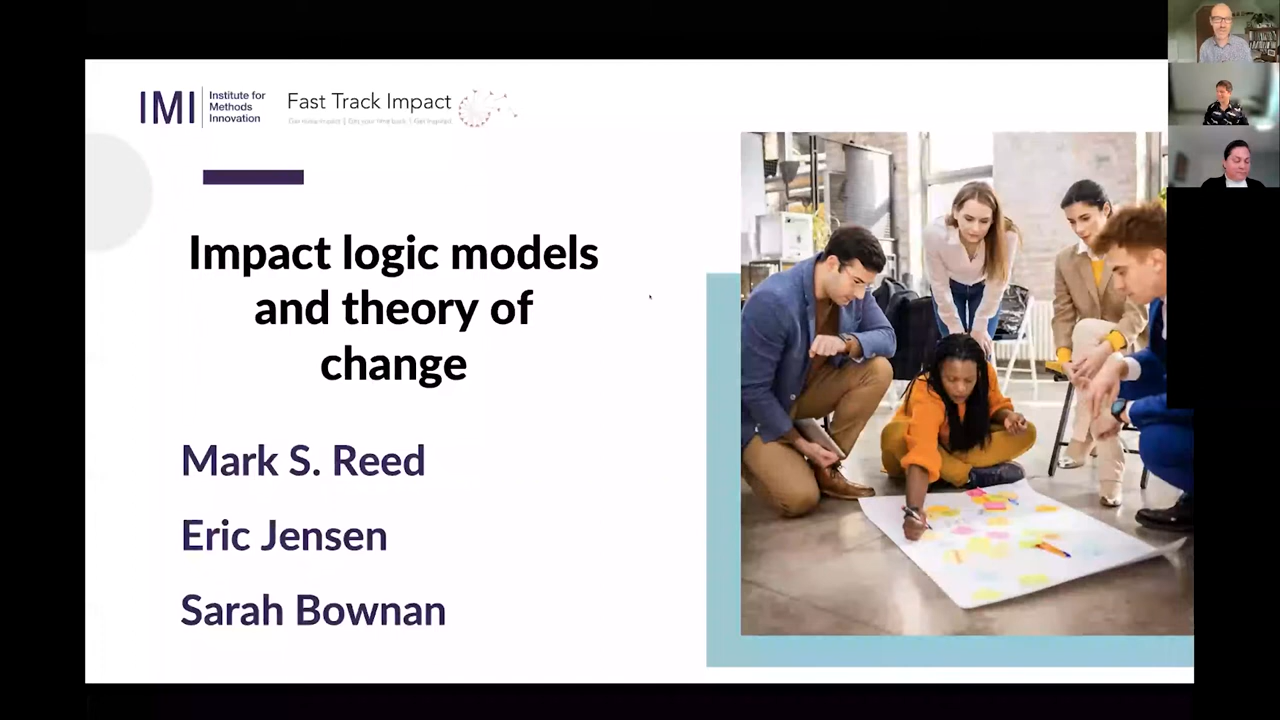 IMI
Institute for
Methods
Innovation
Fast Track Impact
Impact logic models
and theory of
change
Mark S. Reed
Eric Jensen
Sarah Bownan